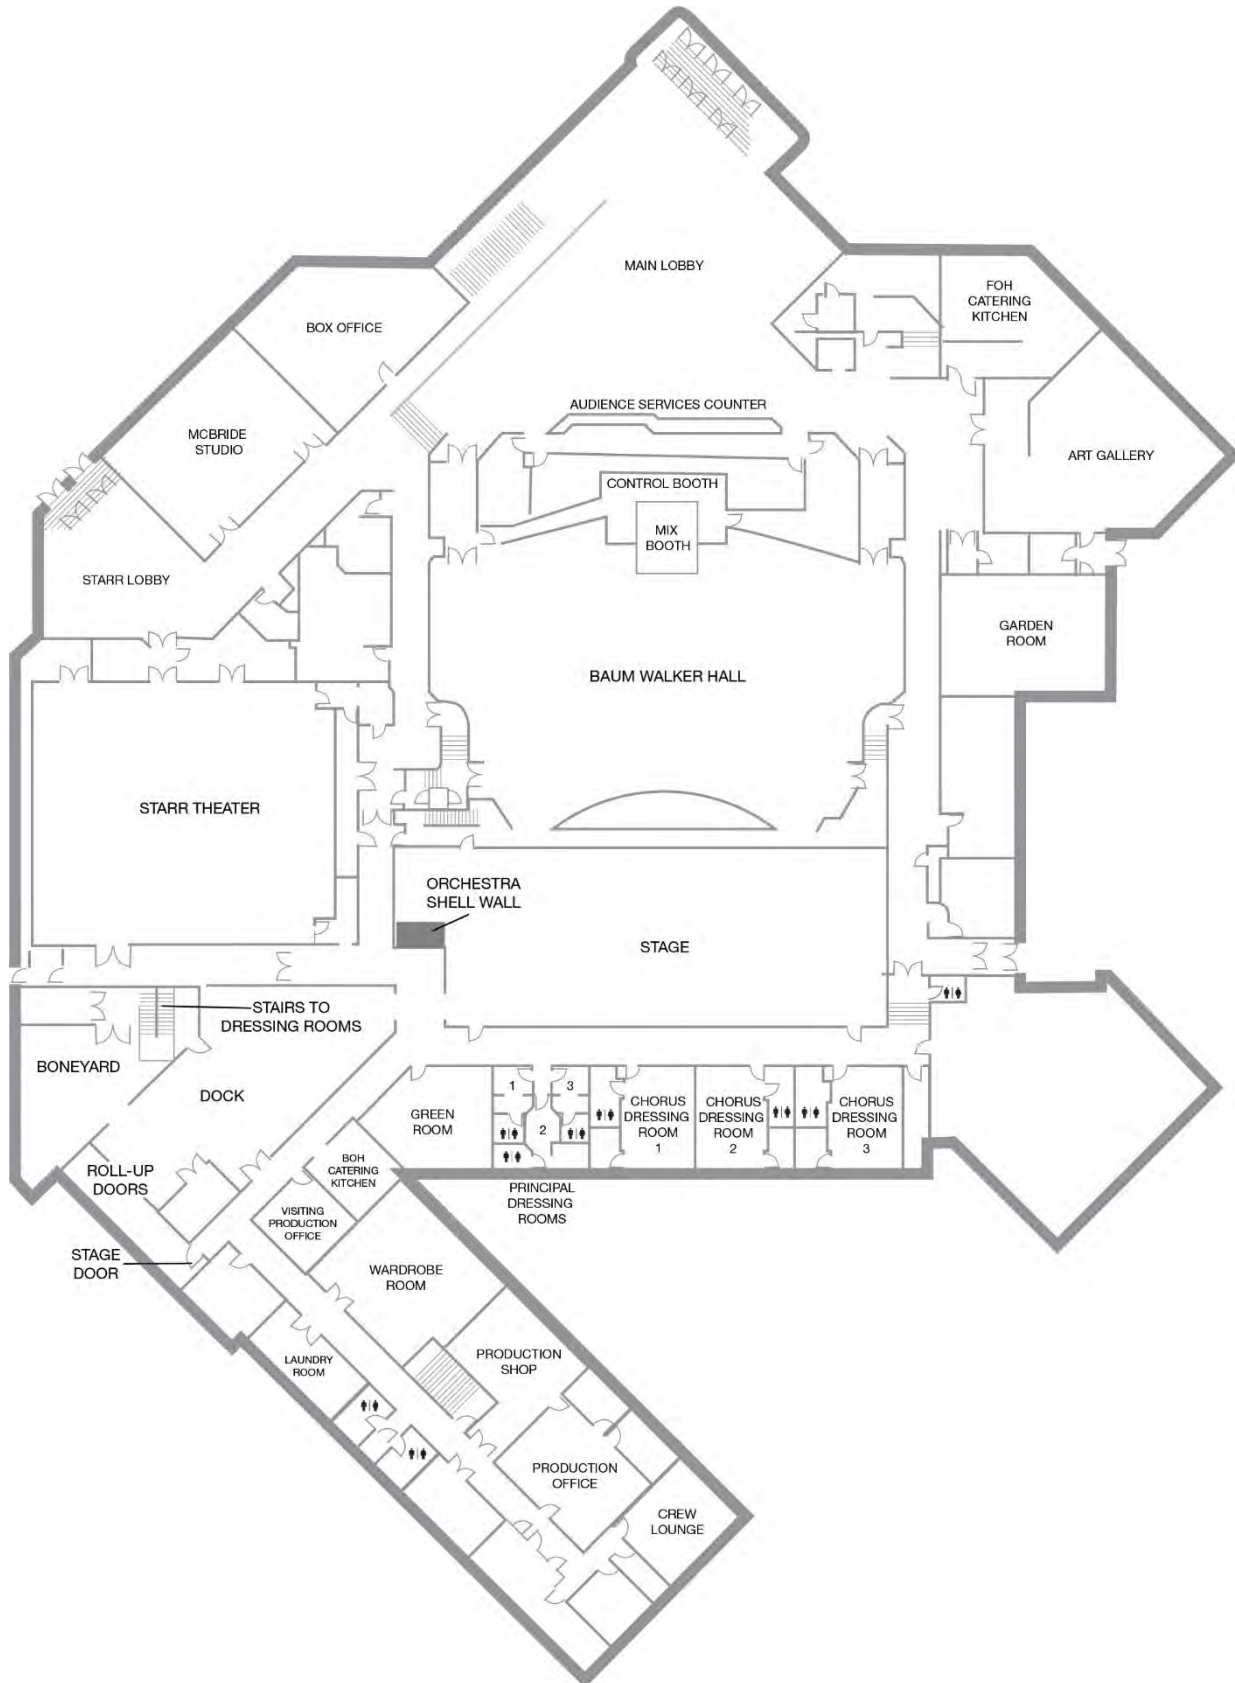 MAIN LOBBY
FOH
CATERING
KITCHEN
BOX OFFICE
AUDIENCE SERVICES COUNTER
MCBRIDE
STUDIO
ART GALLERY
CONTROL BOOTH
MIX
BOOTH
STARR LOBBY
GARDEN
ROOM
BAUM WALKER HALL
STARR THEATER
ORCHESTRA
SHELL WALL
STAGE
STAIRS TO
DRESSING ROOMS
BONEYARD
DOCK
GREEN
ROOM
1
3
2
CHORUS
DRESSING
ROOM
1
CHORUS
DRESSING
ROOM
2
CHORUS
DRESSING
ROOM
3
ROLL-UP
DOORS
BOH
CATERING
KITCHEN
PRINCIPAL
DRESSING
ROOMS
VISITING
PRODUCTION
OFFICE
STAGE
DOOR
WARDROBE
ROOM
LAUNDRY
ROOM
PRODUCTION
SHOP
PRODUCTION
OFFICE
CREW
LOUNGE